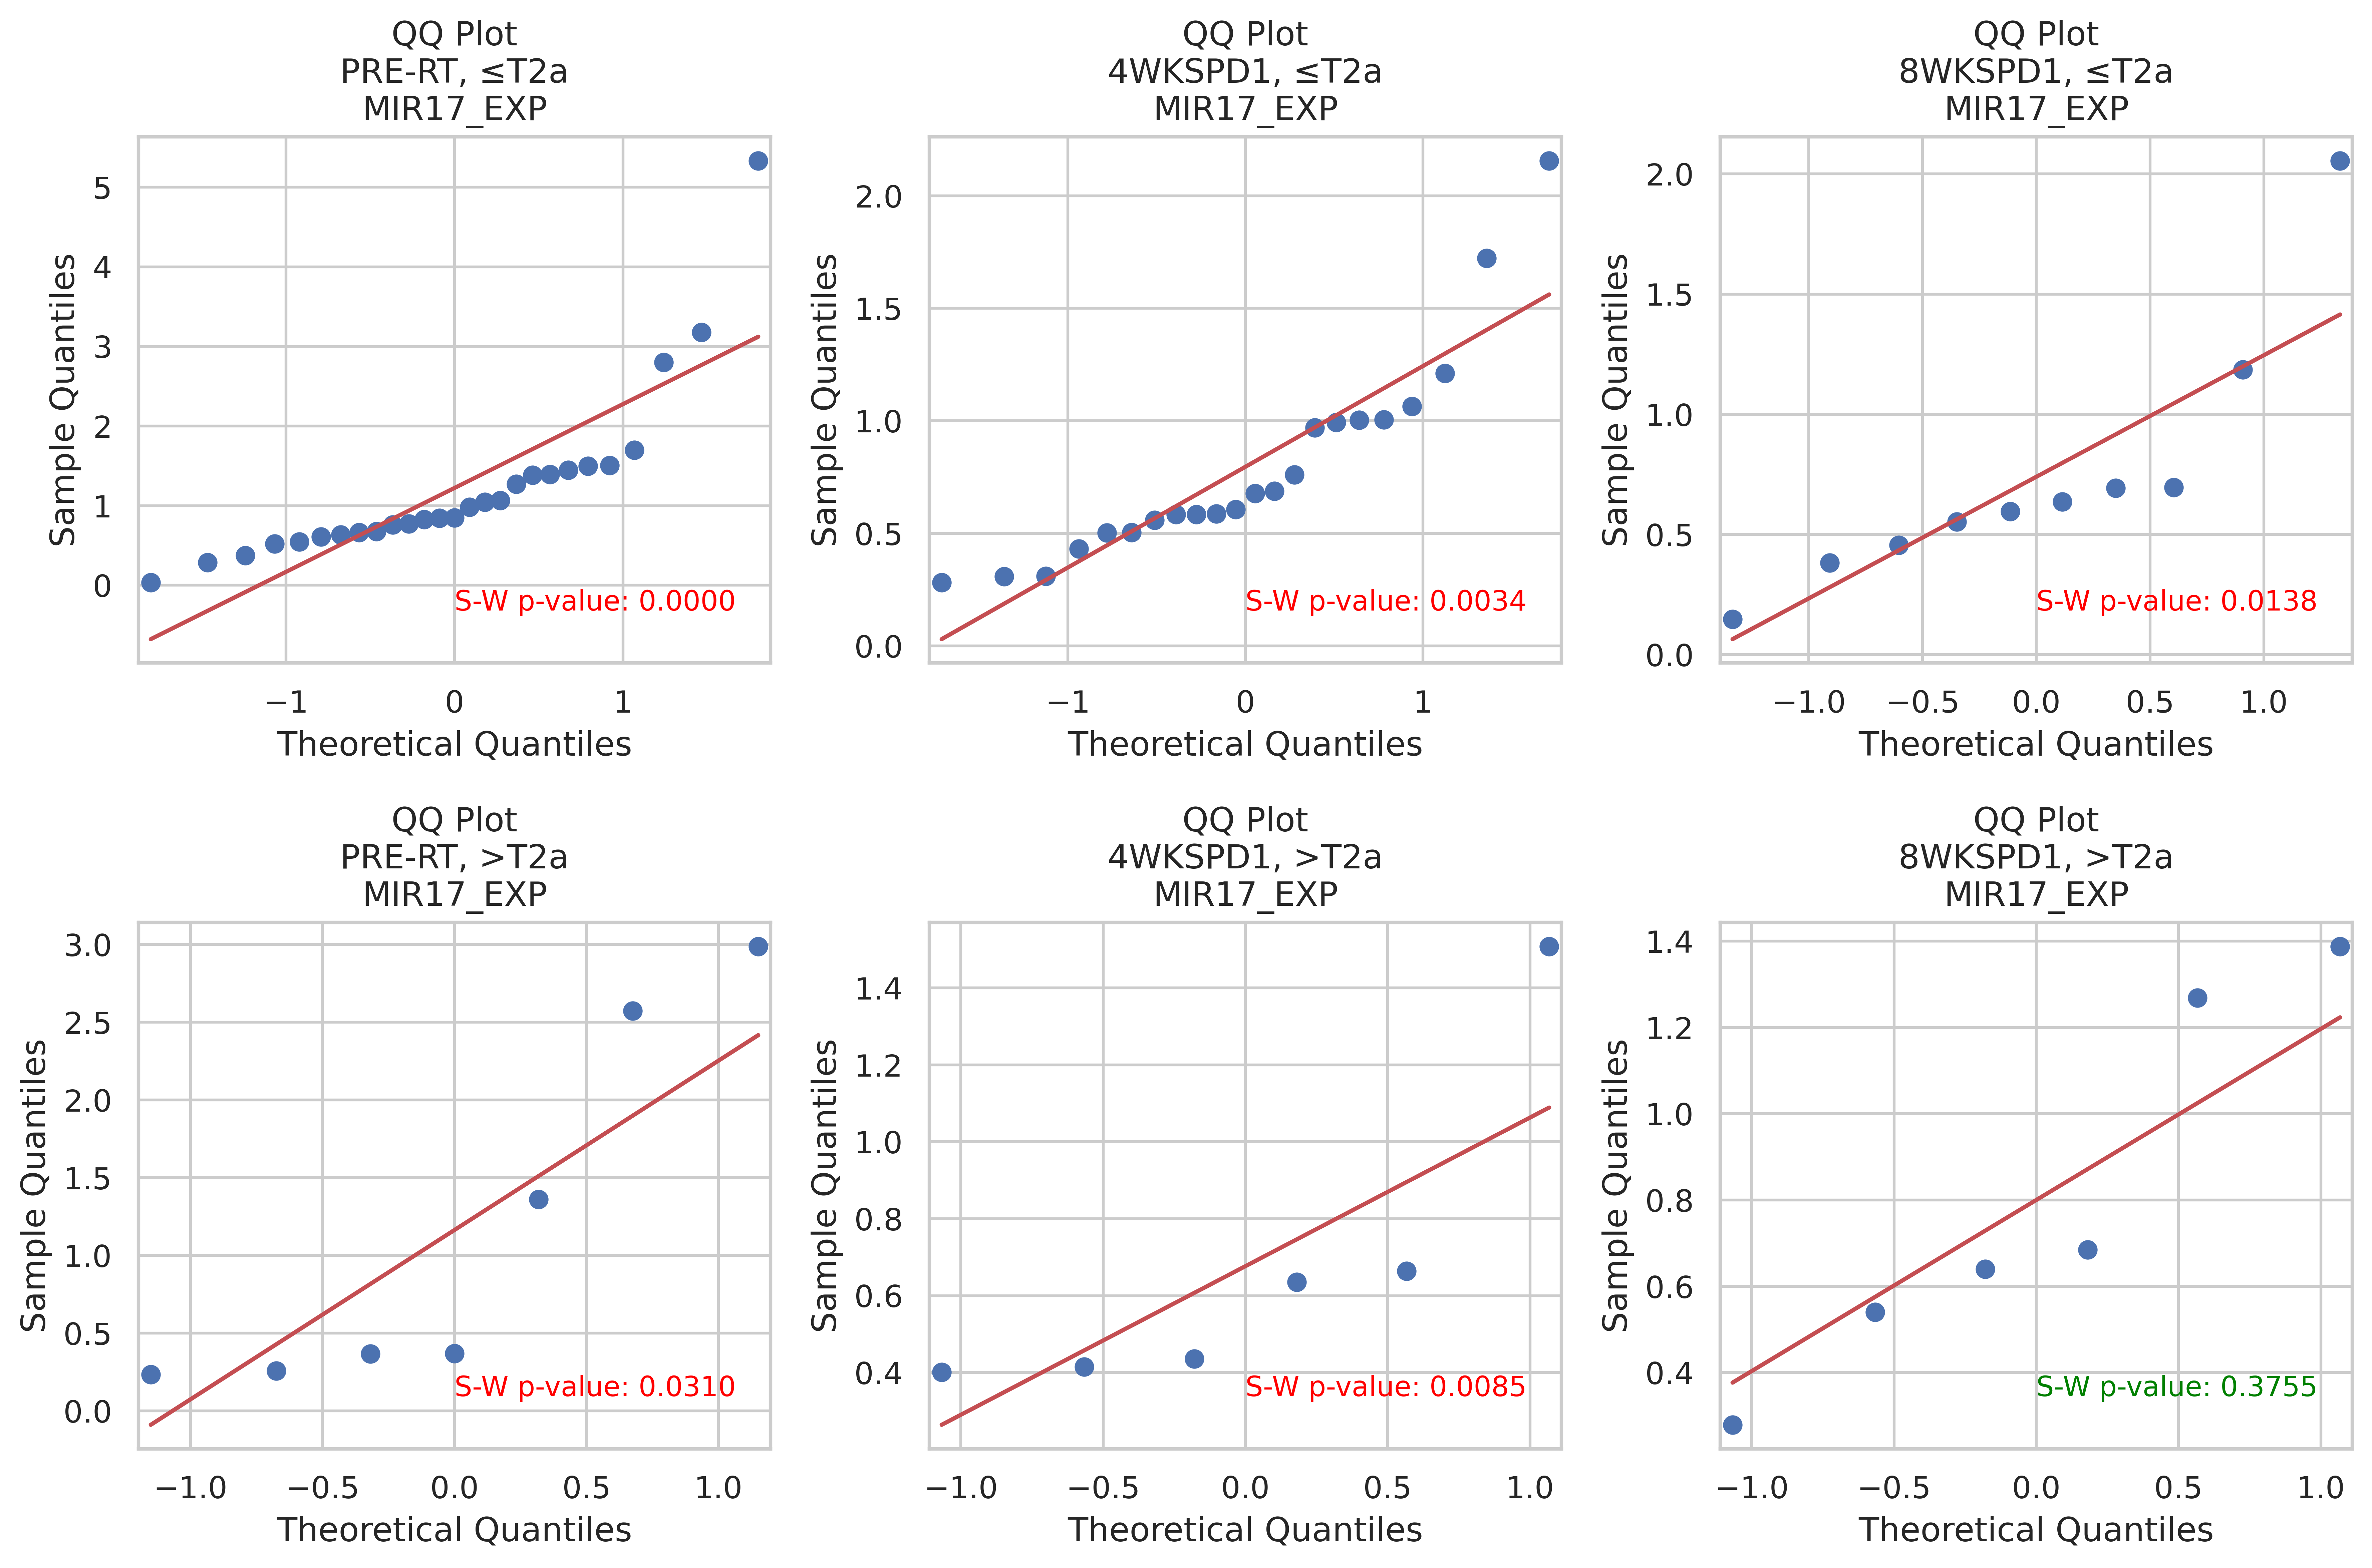 QQ Plot
PRE-RT, ≤T2a
MIR17_EXP
Sample Quantiles
5
4
3
2
1
0
S-W p-value: 0.0000
−1
0
1
Theoretical Quantiles
QQ Plot
4WKSPD1, ≤T2a
MIR17_EXP
Sample Quantiles
2.0
1.5
1.0
0.5
0.0
S-W p-value: 0.0034
−1
0
1
Theoretical Quantiles
QQ Plot
8WKSPD1, ≤T2a
MIR17_EXP
Sample Quantiles
2.0
1.5
1.0
0.5
0.0
S-W p-value: 0.0138
−1.0
−0.5
0.0
0.5
1.0
Theoretical Quantiles
QQ Plot
PRE-RT, >T2a
MIR17_EXP
Sample Quantiles
3.0
2.5
2.0
1.5
1.0
0.5
0.0
S-W p-value: 0.0310
−1.0
−0.5
0.0
0.5
1.0
Theoretical Quantiles
QQ Plot
4WKSPD1, >T2a
MIR17_EXP
Sample Quantiles
1.4
1.2
1.0
0.8
0.6
0.4
S-W p-value: 0.0085
−1.0
−0.5
0.0
0.5
1.0
Theoretical Quantiles
QQ Plot
8WKSPD1, >T2a
MIR17_EXP
Sample Quantiles
1.4
1.2
1.0
0.8
0.6
0.4
S-W p-value: 0.3755
−1.0
−0.5
0.0
0.5
1.0
Theoretical Quantiles